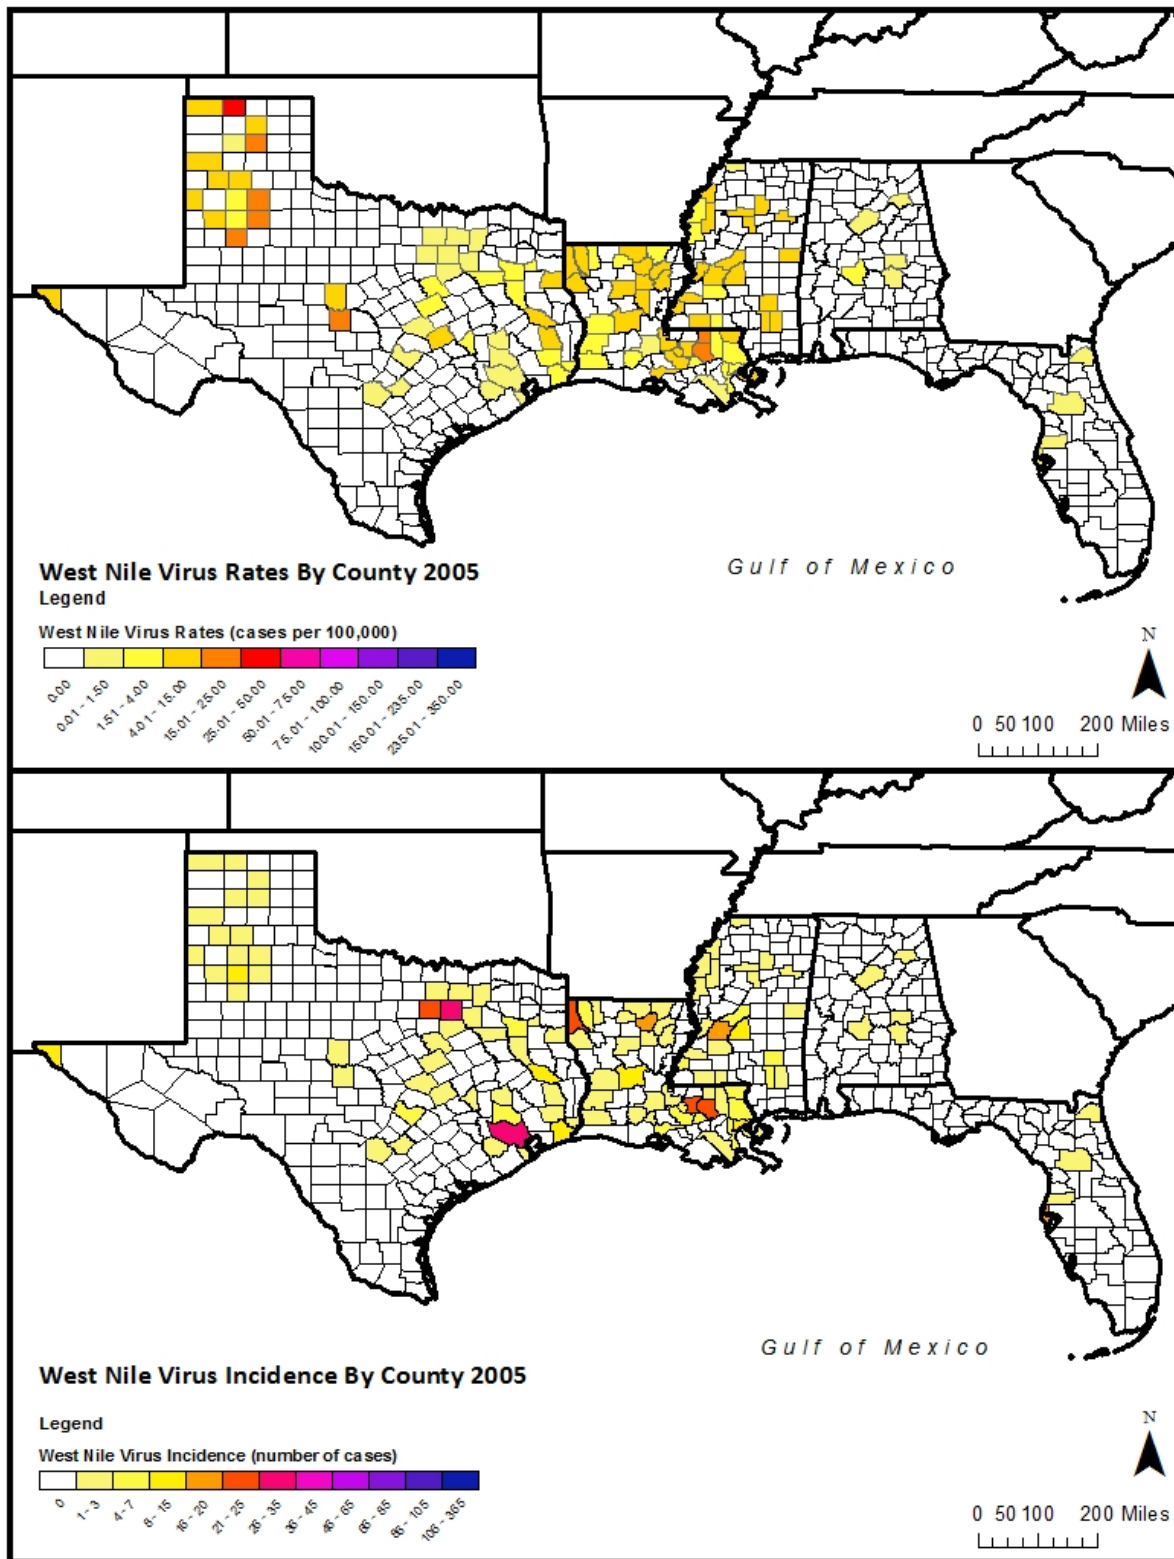 Gulf of Mexico
West Nile Virus Rates By County 2005
Legend
West Nile Virus Rates (cases per 100,000)
0.00
0.01 - 1.50
1.51 - 4.00
4.01 - 15.00
15.01 - 25.00
25.01 - 50.00
50.01 - 75.00
75.01 - 100.00
100.01 - 150.00
150.01 - 235.00
235.01 - 350.00
N
0 50 100 200 Miles
Gulf of Mexico
West Nile Virus Incidence By County 2005
Legend
West Nile Virus Incidence (number of cases)
0
1 - 3
4 - 7
8 - 15
16 - 20
21 - 25
26 - 35
36 - 45
46 - 65
66 - 85
86 - 105
106 - 365
N
0 50 100 200 Miles